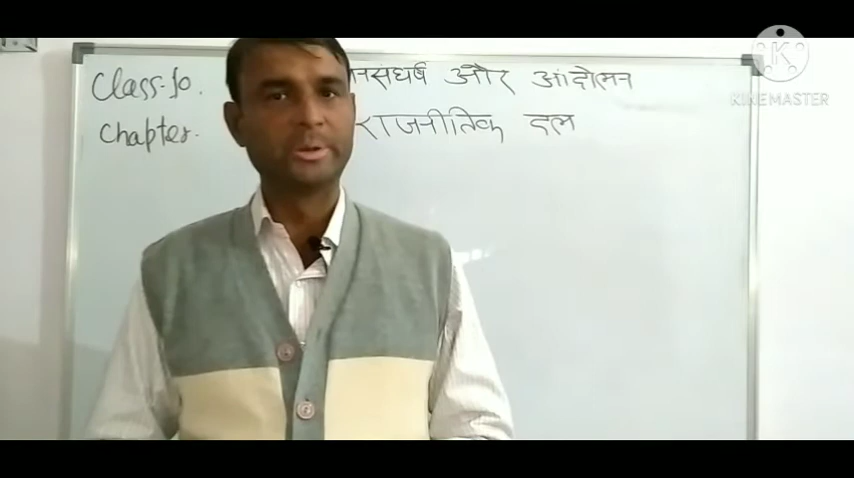 Class-10. जनसंघर्ष और आंदोलन
Chapter- राजनीतिक दल
KINEMASTER